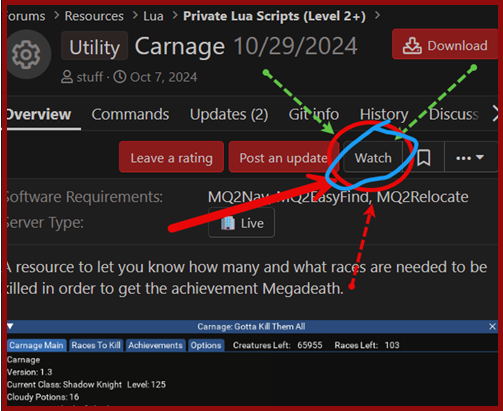 orums > Resources > Lua > Private Lua Scripts (Level 2+) >
Utility Carnage 10/29/2024
Download
stuff · Oct 7, 2024
Overview Commands Updates (2) Git info History Discuss
Leave a rating Post an update Watch
Software Requirements: MQ2Nav, MQ2EasyFind, MQ2Relocate
Server Type: Live
A resource to let you know how many and what races are needed to be
killed in order to get the achievement Megadeath.
Carnage: Gotta Kill Them All
Carnage Main Races To Kill Achievements Options Creatures Left: 65955 Races Left: 103
Carnage
Version: 1.3
Current Class: Shadow Knight Level: 125
Cloudy Potions: 16